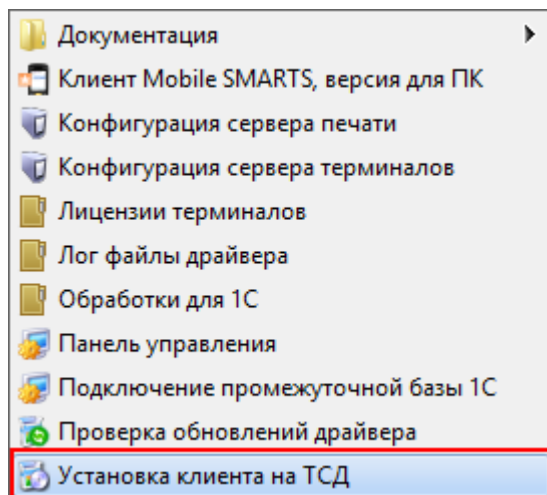 Документация
Клиент Mobile SMARTS, версия для ПК
Конфигурация сервера печати
Конфигурация сервера терминалов
Лицензии терминалов
Лог файлы драйвера
Обработки для 1С
Панель управления
Подключение промежуточной базы 1С
Проверка обновлений драйвера
Установка клиента на ТСД